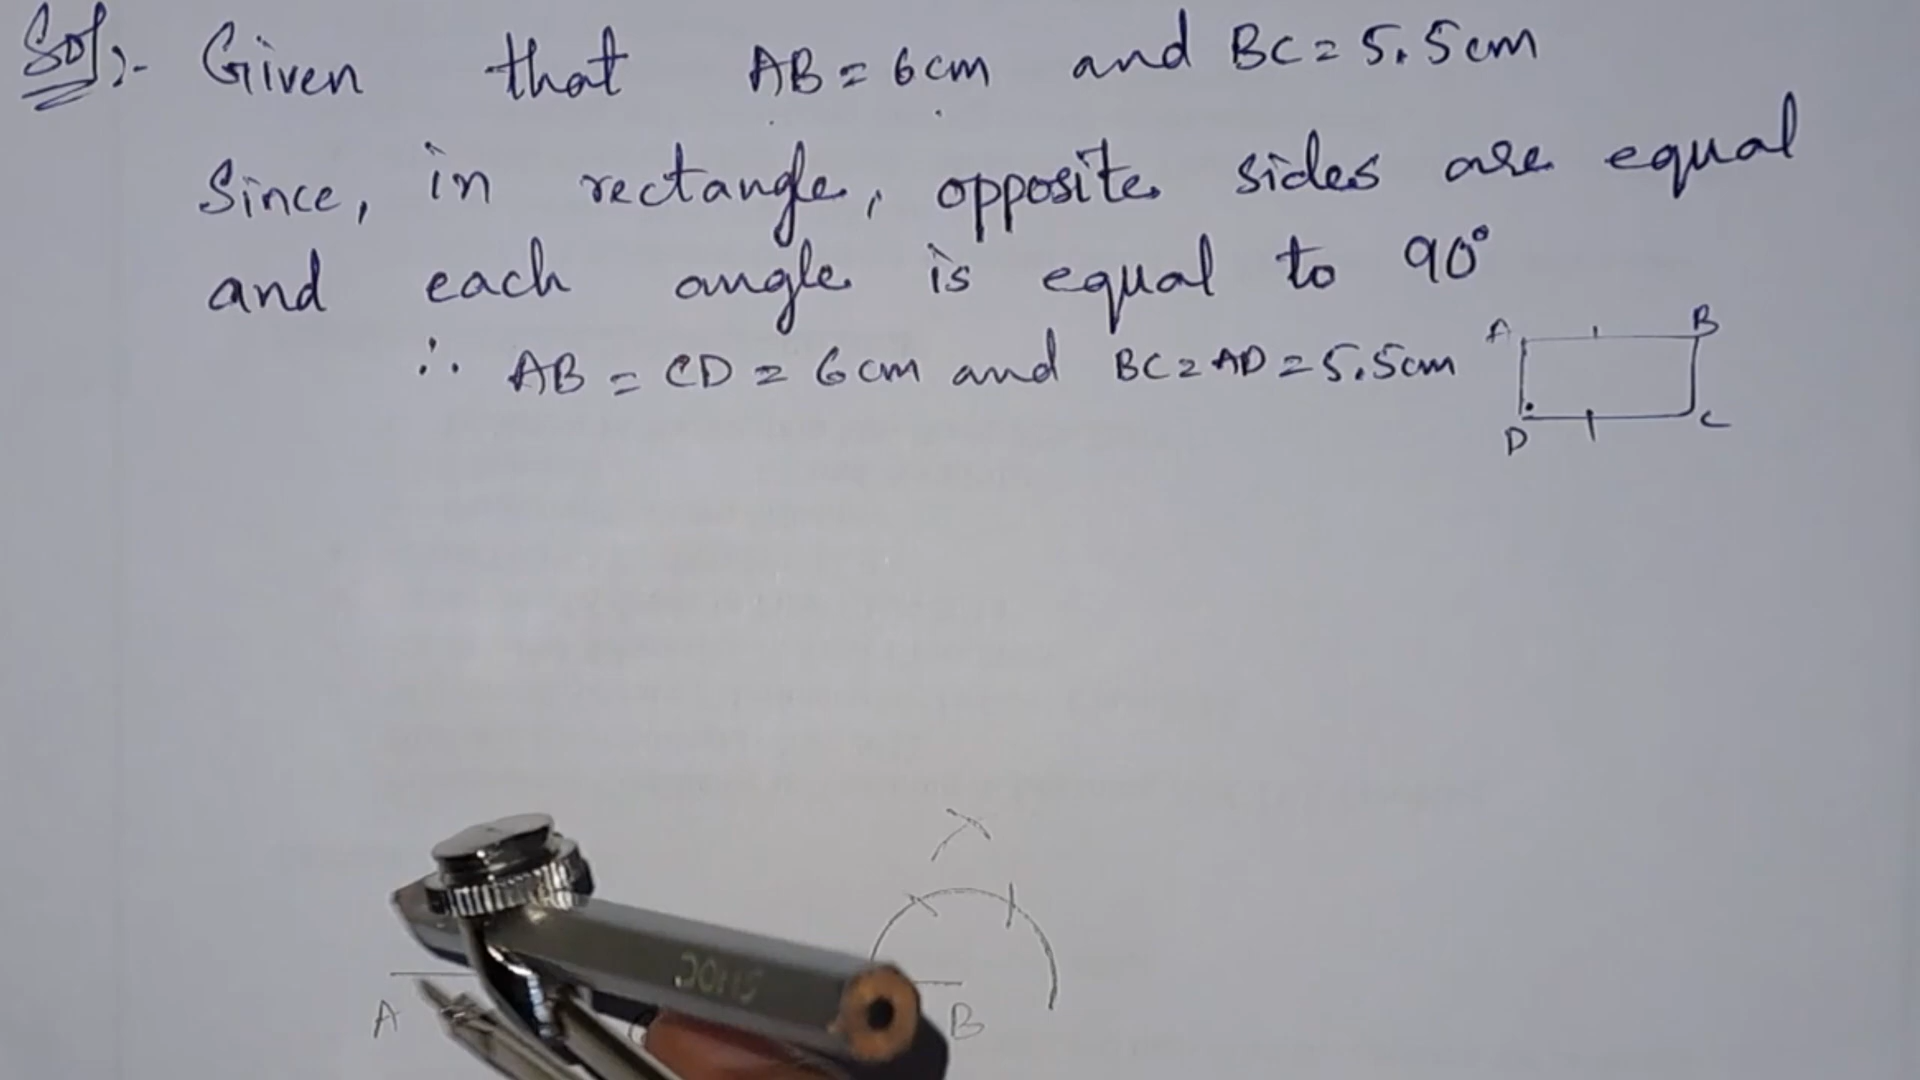 Sol:- Given that AB = 6cm and BC = 5.5cm
Since, in rectangle, opposite sides are equal
and each angle is equal to 90°
∴ AB = CD = 6cm and BC = AD = 5.5cm
A B
D C
A B